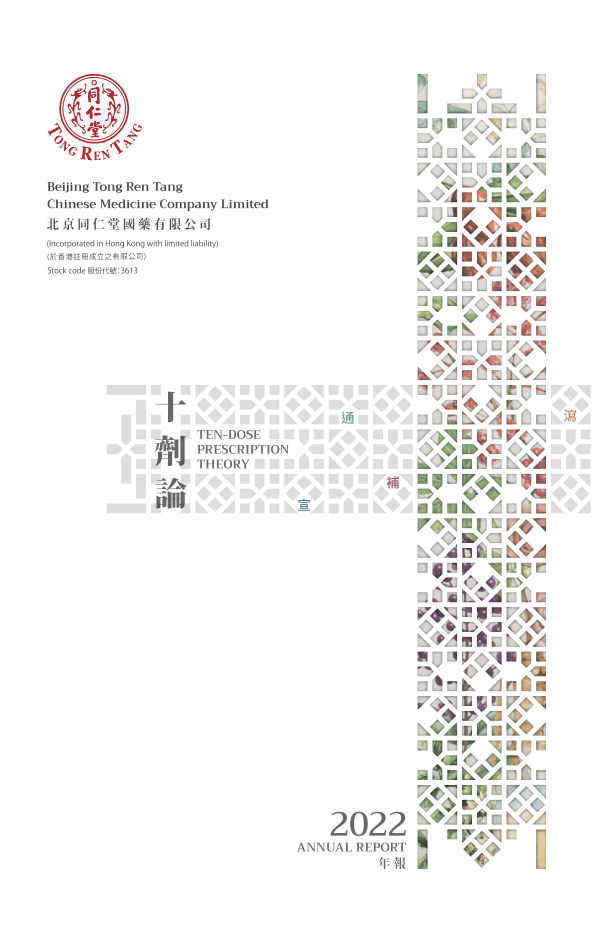 同仁堂
TONG REN TANG
Beijing Tong Ren Tang
Chinese Medicine Company Limited
北京同仁堂國藥有限公司
(Incorporated in Hong Kong with limited liability)
(於香港註冊成立之有限公司)
Stock code 股份代號：3613
十劑論
TEN-DOSE
PRESCRIPTION
THEORY
通
瀉
補
宣
2022
ANNUAL REPORT
年報